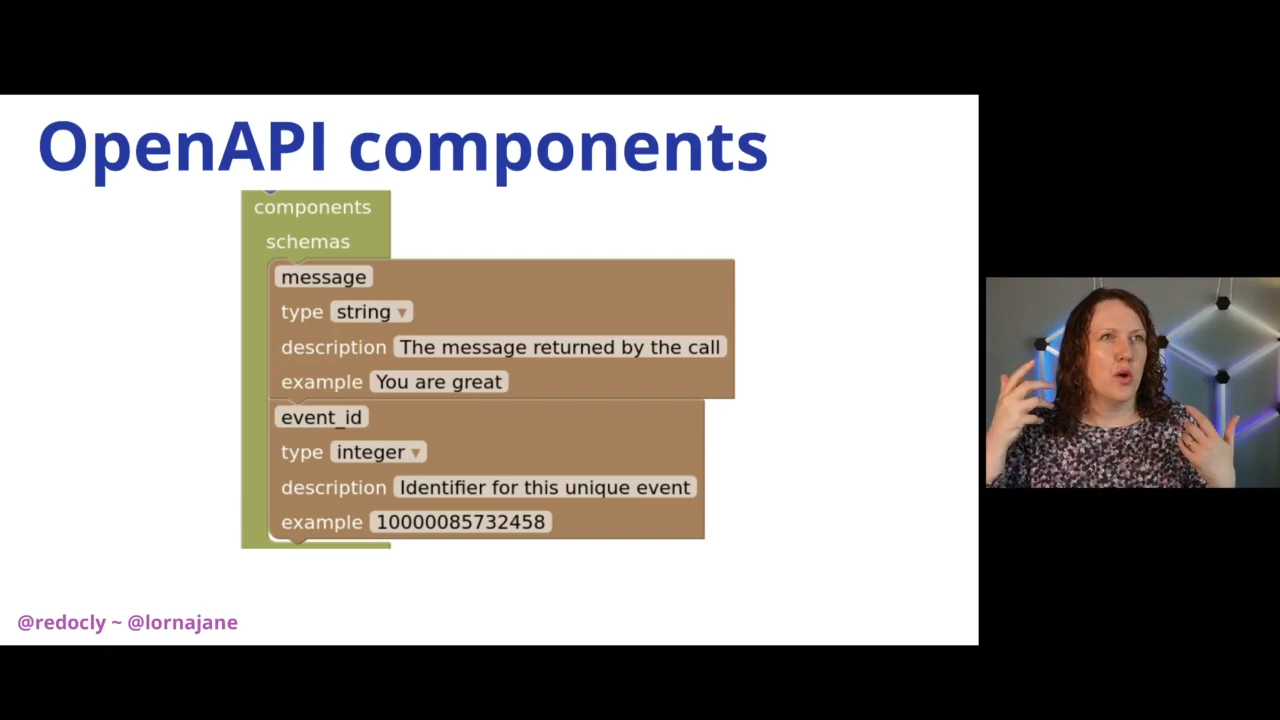 OpenAPI components
components
schemas
message
type string
description The message returned by the call
example You are great
event_id
type integer
description Identifier for this unique event
example 10000085732458
@redocly ~ @lornajane